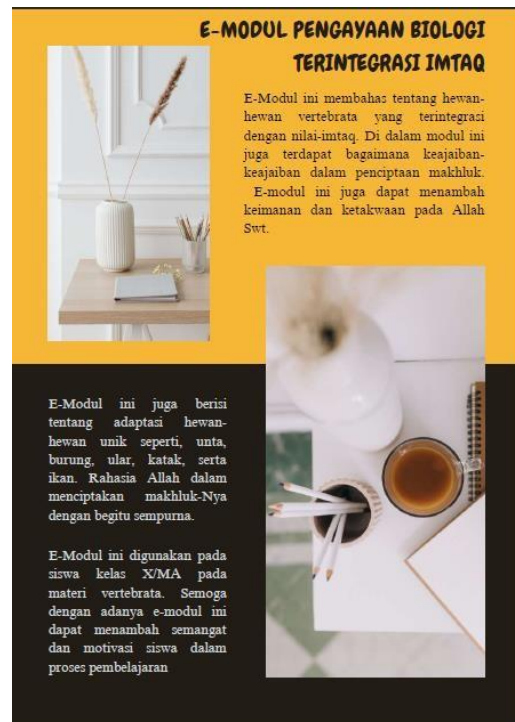 E-MODUL PENGAYAAN BIOLOGI
TERINTEGRASI IMTAQ
E-Modul ini membahas tentang hewan-
hewan vertebrata yang terintegrasi
dengan nilai-imtaq. Di dalam modul ini
juga terdapat bagaimana keajaiban-
keajaiban dalam penciptaan makhluk.
E-modul ini juga dapat menambah
keimanan dan ketakwaan pada Allah
Swt.
E-Modul ini juga berisi
tentang adaptasi hewan-
hewan unik seperti, unta,
burung, ular, katak, serta
ikan. Rahasia Allah dalam
menciptakan makhluk-Nya
dengan begitu sempurna.
E-Modul ini digunakan pada
siswa kelas X/MA pada
materi vertebrata. Semoga
dengan adanya e-modul ini
dapat menambah semangat
dan motivasi siswa dalam
proses pembelajaran